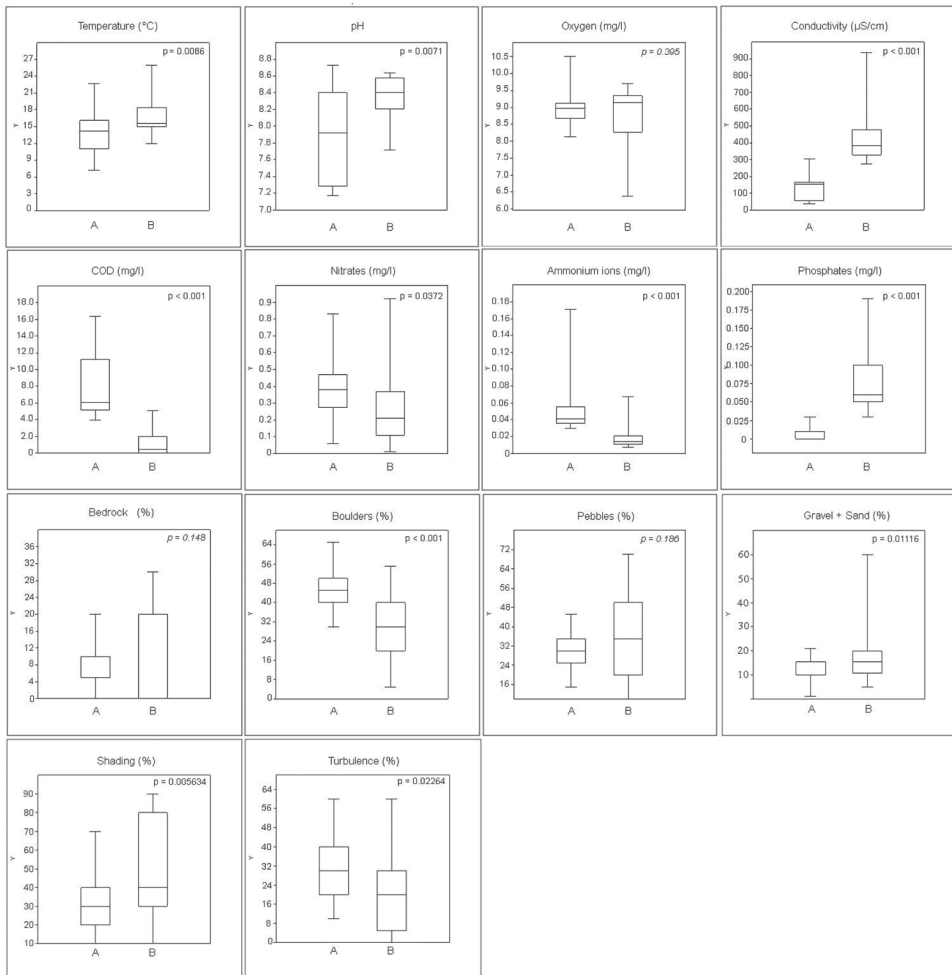 Temperature (°C)
p = 0.0086
27
24
21
18
15
12
9
6
3
0
Y
A B
pH
p = 0.0071
8.8
8.6
8.4
8.2
8.0
7.8
7.6
7.4
7.2
7.0
Y
A B
Oxygen (mg/l)
p = 0.395
10.5
10.0
9.5
9.0
8.5
8.0
7.5
7.0
6.5
6.0
Y
A B
Conductivity (µS/cm)
p < 0.001
900
800
700
600
500
400
300
200
100
0
Y
A B
COD (mg/l)
p < 0.001
18.0
16.0
14.0
12.0
10.0
8.0
6.0
4.0
2.0
0
Y
A B
Nitrates (mg/l)
p = 0.0372
0.9
0.8
0.7
0.6
0.5
0.4
0.3
0.2
0.1
0
Y
A B
Ammonium ions (mg/l)
p < 0.001
0.18
0.16
0.14
0.12
0.10
0.08
0.06
0.04
0.02
0
Y
A B
Phosphates (mg/l)
p < 0.001
0.200
0.175
0.150
0.125
0.100
0.075
0.050
0.025
0
Y
A B
Bedrock (%)
p = 0.148
36
32
28
24
20
16
12
8
4
0
Y
A B
Boulders (%)
p < 0.001
64
56
48
40
32
24
16
8
0
Y
A B
Pebbles (%)
p = 0.186
72
64
56
48
40
32
24
16
Y
A B
Gravel + Sand (%)
p = 0.01116
60
50
40
30
20
10
Y
A B
Shading (%)
p = 0.005634
90
80
70
60
50
40
30
20
10
Y
A B
Turbulence (%)
p = 0.02264
64
56
48
40
32
24
16
8
0
Y
A B